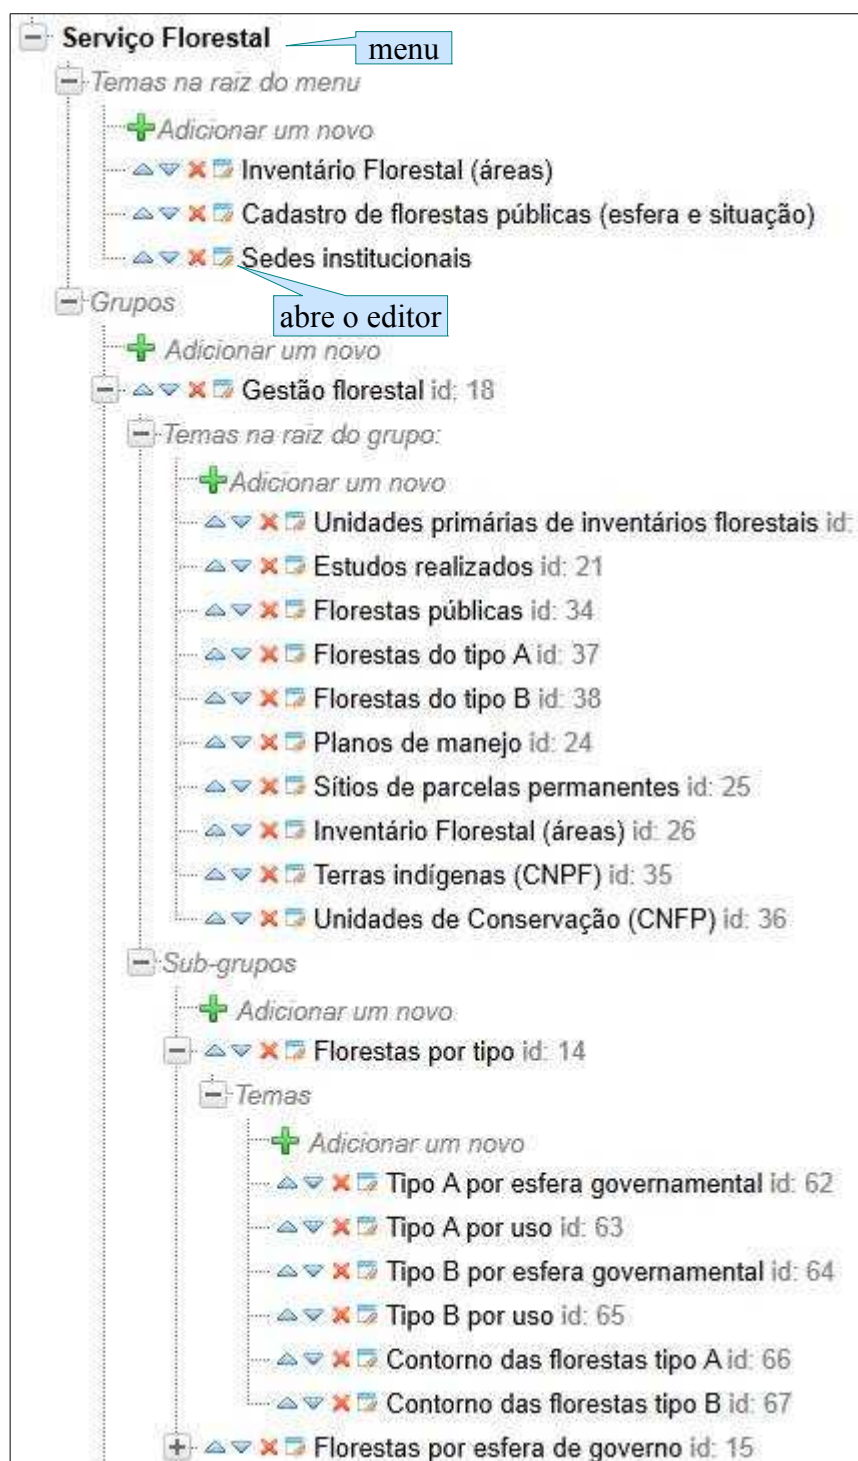 Serviço Florestal
menu
Temas na raiz do menu
Adicionar um novo
Inventário Florestal (áreas)
Cadastro de florestas públicas (esfera e situação)
Sedes institucionais
Grupos
abre o editor
Adicionar um novo
Gestão florestal id: 18
Temas na raiz do grupo:
Adicionar um novo
Unidades primárias de inventários florestais id:
Estudos realizados id: 21
Florestas públicas id: 34
Florestas do tipo A id: 37
Florestas do tipo B id: 38
Planos de manejo id: 24
Sítios de parcelas permanentes id: 25
Inventário Florestal (áreas) id: 26
Terras indígenas (CNPF) id: 35
Unidades de Conservação (CNFP) id: 36
Sub-grupos
Adicionar um novo
Florestas por tipo id: 14
Temas
Adicionar um novo
Tipo A por esfera governamental id: 62
Tipo A por uso id: 63
Tipo B por esfera governamental id: 64
Tipo B por uso id: 65
Contorno das florestas tipo A id: 66
Contorno das florestas tipo B id: 67
Florestas por esfera de governo id: 15